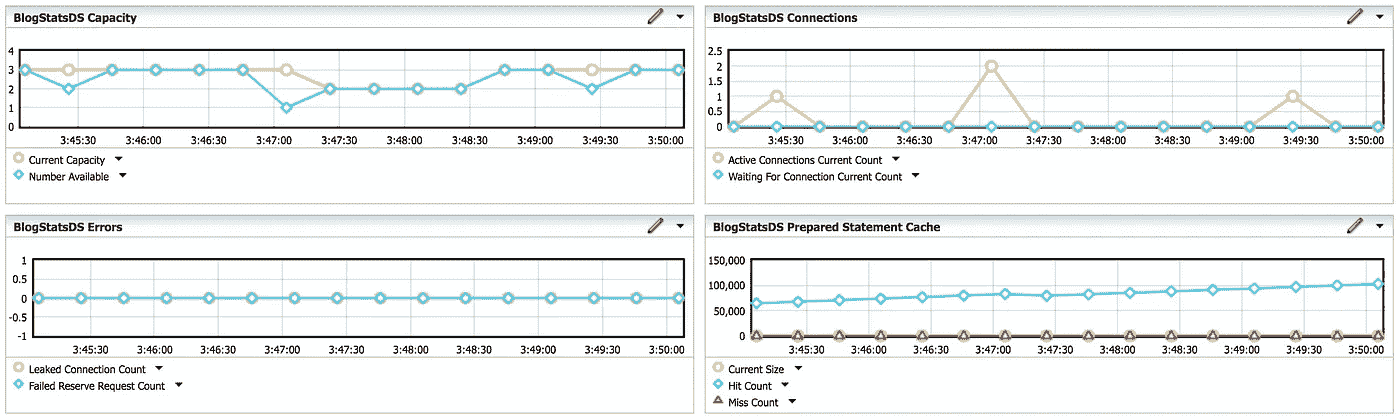 BlogStatsDS Capacity
4
3
2
1
0
3:45:30 3:46:00 3:46:30 3:47:00 3:47:30 3:48:00 3:48:30 3:49:00 3:49:30 3:50:00
Current Capacity
Number Available
BlogStatsDS Connections
2.5
2
1.5
1
0.5
0
3:45:30 3:46:00 3:46:30 3:47:00 3:47:30 3:48:00 3:48:30 3:49:00 3:49:30 3:50:00
Active Connections Current Count
Waiting For Connection Current Count
BlogStatsDS Errors
1
0.5
0
-0.5
-1
3:45:30 3:46:00 3:46:30 3:47:00 3:47:30 3:48:00 3:48:30 3:49:00 3:49:30 3:50:00
Leaked Connection Count
Failed Reserve Request Count
BlogStatsDS Prepared Statement Cache
150,000
100,000
50,000
0
3:45:30 3:46:00 3:46:30 3:47:00 3:47:30 3:48:00 3:48:30 3:49:00 3:49:30 3:50:00
Current Size
Hit Count
Miss Count